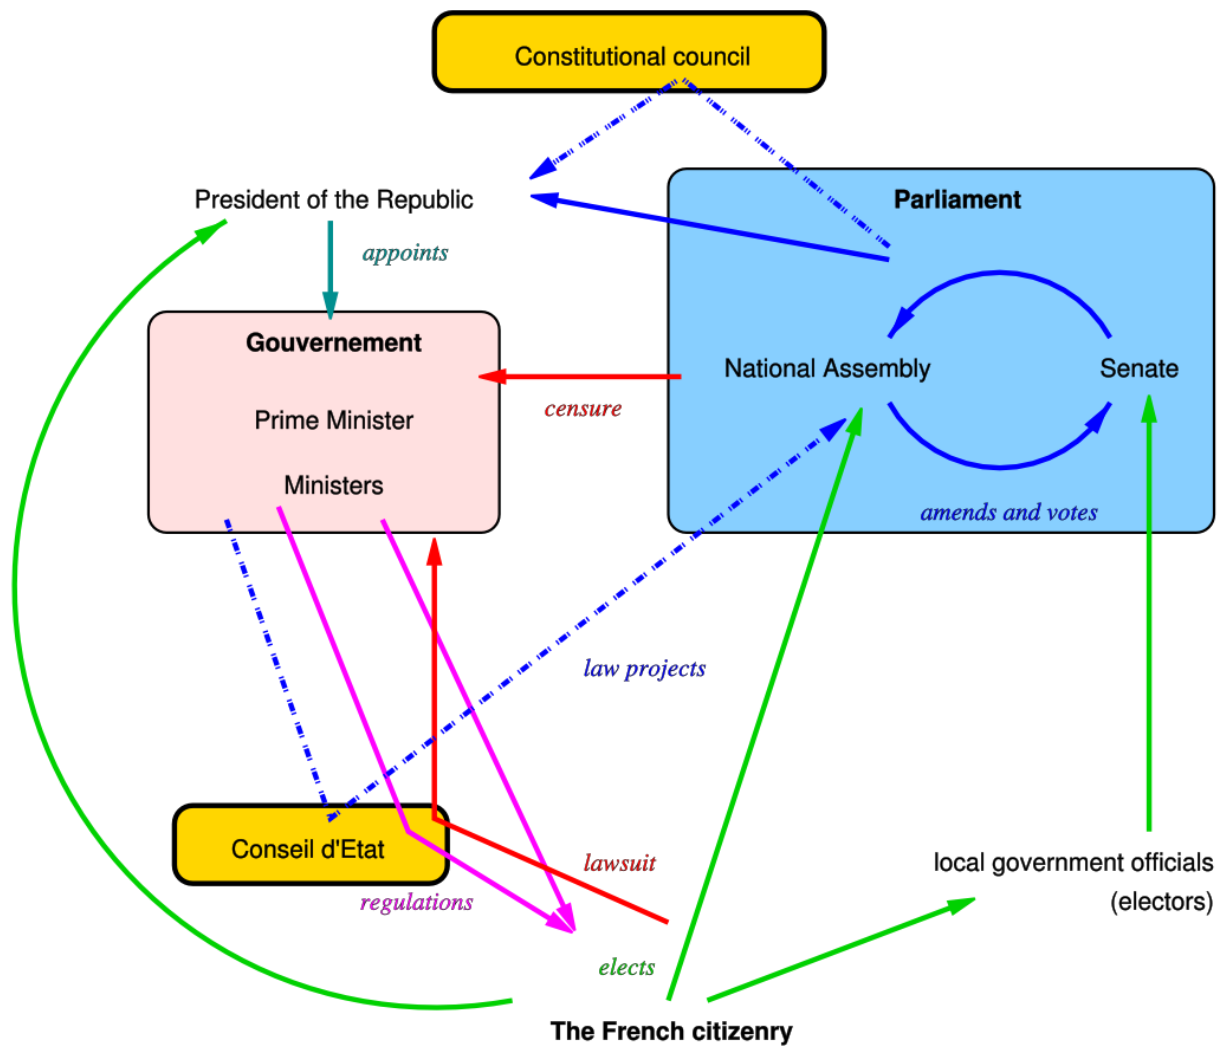 Constitutional council
President of the Republic
Parliament
appoints
Gouvernement
National Assembly
Senate
censure
Prime Minister
Ministers
amends and votes
law projects
Conseil d'Etat
lawsuit
local government officials
(electors)
regulations
elects
The French citizenry